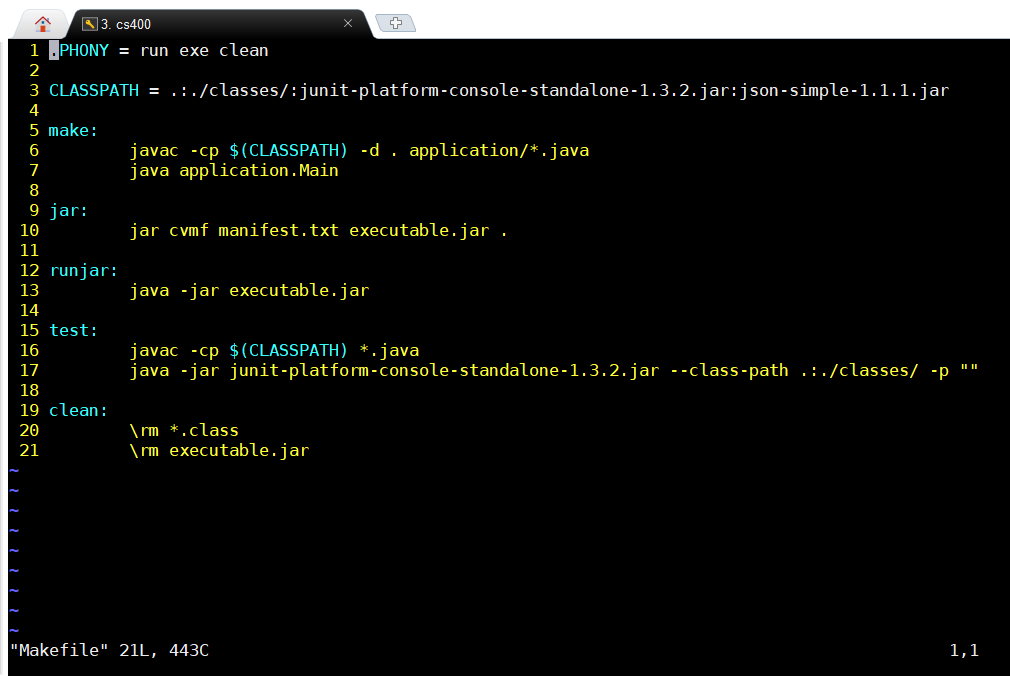 3. cs400
1 .PHONY = run exe clean
2
3 CLASSPATH = .:./classes/:junit-platform-console-standalone-1.3.2.jar:json-simple-1.1.1.jar
4
5 make:
6         javac -cp $(CLASSPATH) -d . application/*.java
7         java application.Main
8
9 jar:
10         jar cvmf manifest.txt executable.jar .
11
12 runjar:
13         java -jar executable.jar
14
15 test:
16         javac -cp $(CLASSPATH) *.java
17         java -jar junit-platform-console-standalone-1.3.2.jar --class-path .:./classes/ -p ""
18
19 clean:
20         \rm *.class
21         \rm executable.jar
~
~
~
~
~
~
~
~
~
"Makefile" 21L, 443C 1,1